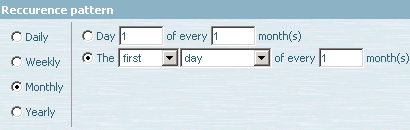 Reccurence pattern
Daily
Weekly
Monthly
Yearly
Day 1 of every 1 month(s)
The first day of every 1 month(s)